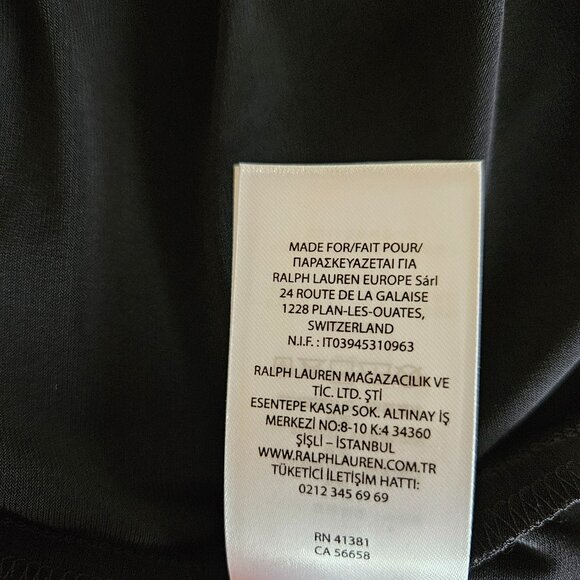 MADE FOR/FAIT POUR/
ΠΑΡΑΣΚΕΥΑΖΕΤΑΙ ΓΙΑ
RALPH LAUREN EUROPE Sárl
24 ROUTE DE LA GALAISE
1228 PLAN-LES-OUATES,
SWITZERLAND
N.I.F. : IT03945310963
RALPH LAUREN MAĞAZACILIK VE
TİC. LTD. ŞTİ
ESENTEPE KASAP SOK. ALTINAY İŞ
MERKEZİ NO:8-10 K:4 34360
ŞİŞLİ – İSTANBUL
WWW.RALPHLAUREN.COM.TR
TÜKETİCİ İLETİŞİM HATTI:
0212 345 69 69
RN 41381
CA 56658